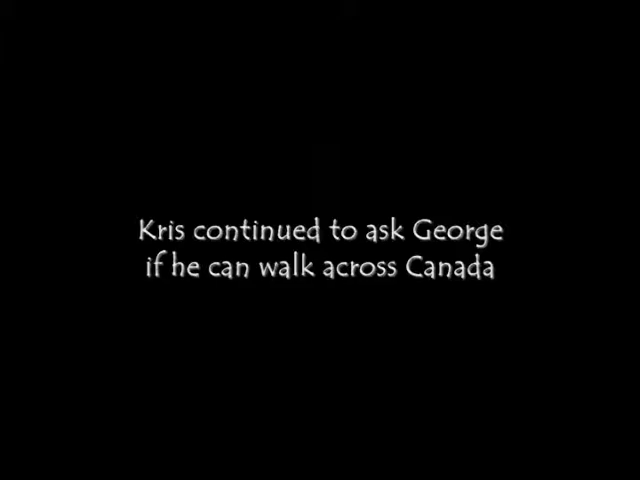 Kris continued to ask George
if he can walk across Canada